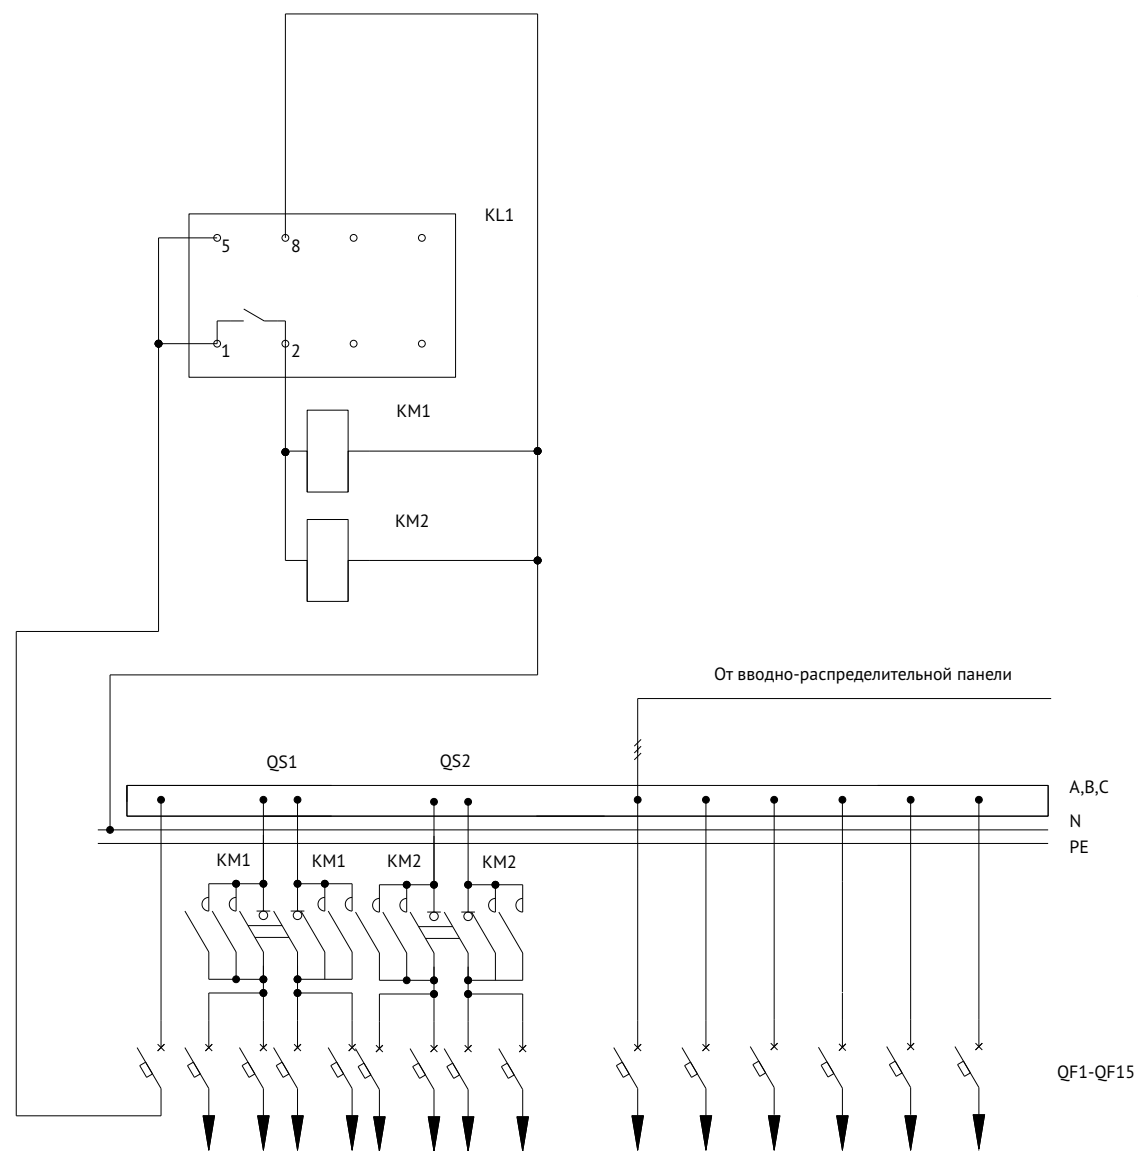 KL1
5 8
1 2
KM1
KM2
От вводно-распределительной панели
QS1 QS2
A,B,C
N
PE
KM1 KM1 KM2 KM2
QF1-QF15